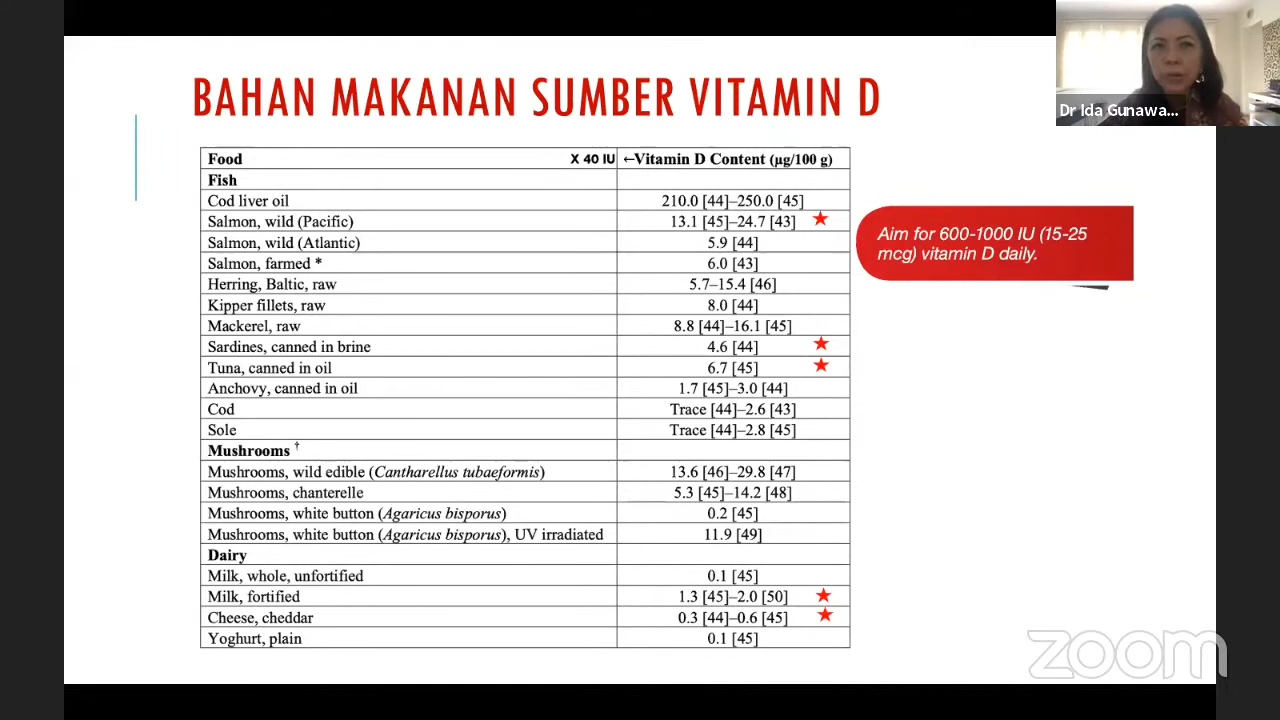 BAHAN MAKANAN SUMBER VITAMIN D
Dr Ida Gunawa...
Food X 40 IU ←Vitamin D Content (µg/100 g)
Fish
Cod liver oil 210.0 [44]–250.0 [45]
Salmon, wild (Pacific) 13.1 [45]–24.7 [43] ★
Salmon, wild (Atlantic) 5.9 [44]
Salmon, farmed * 6.0 [43]
Herring, Baltic, raw 5.7–15.4 [46]
Kipper fillets, raw 8.0 [44]
Mackerel, raw 8.8 [44]–16.1 [45]
Sardines, canned in brine 4.6 [44] ★
Tuna, canned in oil 6.7 [45] ★
Anchovy, canned in oil 1.7 [45]–3.0 [44]
Cod Trace [44]–2.6 [43]
Sole Trace [44]–2.8 [45]
Mushrooms †
Mushrooms, wild edible (Cantharellus tubaeformis) 13.6 [46]–29.8 [47]
Mushrooms, chanterelle 5.3 [45]–14.2 [48]
Mushrooms, white button (Agaricus bisporus) 0.2 [45]
Mushrooms, white button (Agaricus bisporus), UV irradiated 11.9 [49]
Dairy
Milk, whole, unfortified 0.1 [45]
Milk, fortified 1.3 [45]–2.0 [50] ★
Cheese, cheddar 0.3 [44]–0.6 [45] ★
Yoghurt, plain 0.1 [45]
Aim for 600-1000 IU (15-25
mcg) vitamin D daily.
zoom